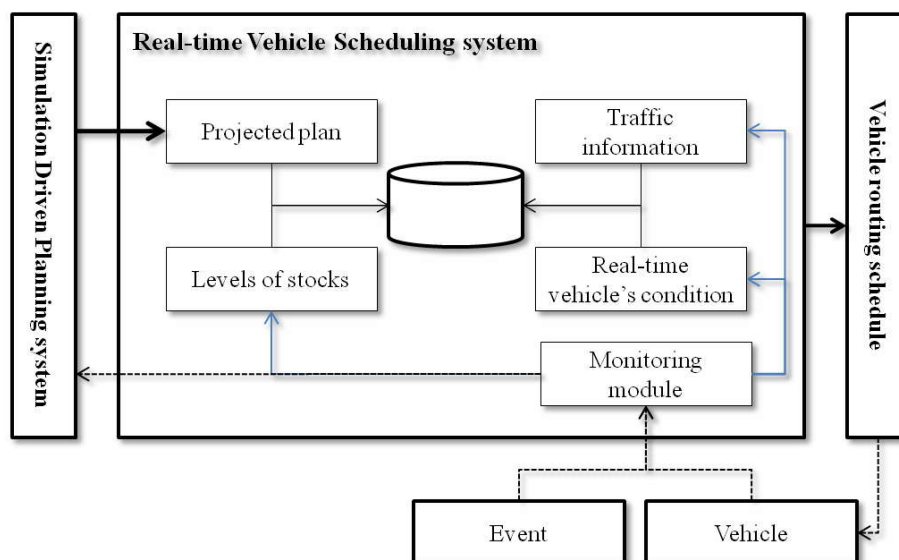 Simulation Driven Planning system
Real-time Vehicle Scheduling system
Projected plan
Traffic
information
Levels of stocks
Real-time
vehicle's condition
Monitoring
module
Vehicle routing schedule
Event
Vehicle